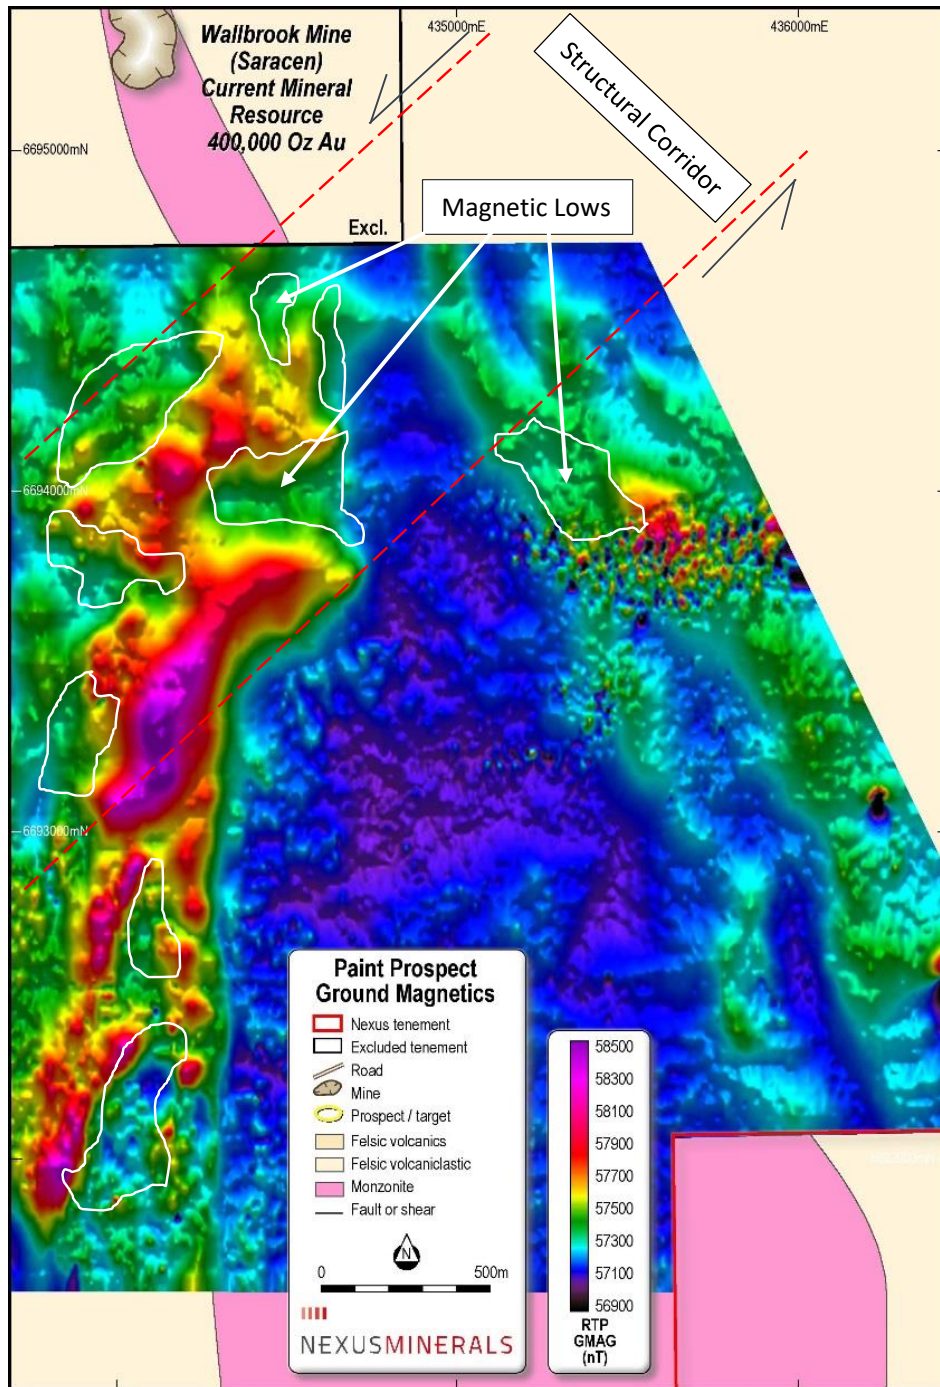 435000mE
436000mE
Wallbrook Mine
(Saracen)
Current Mineral
Resource
400,000 Oz Au
Structural Corridor
6695000mN
Magnetic Lows
Excl.
6694000mN
6693000mN
Paint Prospect
Ground Magnetics
Nexus tenement
Excluded tenement
Road
Mine
Prospect / target
Felsic volcanics
Felsic volcaniclastic
Monzonite
Fault or shear
N
0 500m
NEXUSMINERALS
58500
58300
58100
57900
57700
57500
57300
57100
56900
RTP
GMAG
(nT)